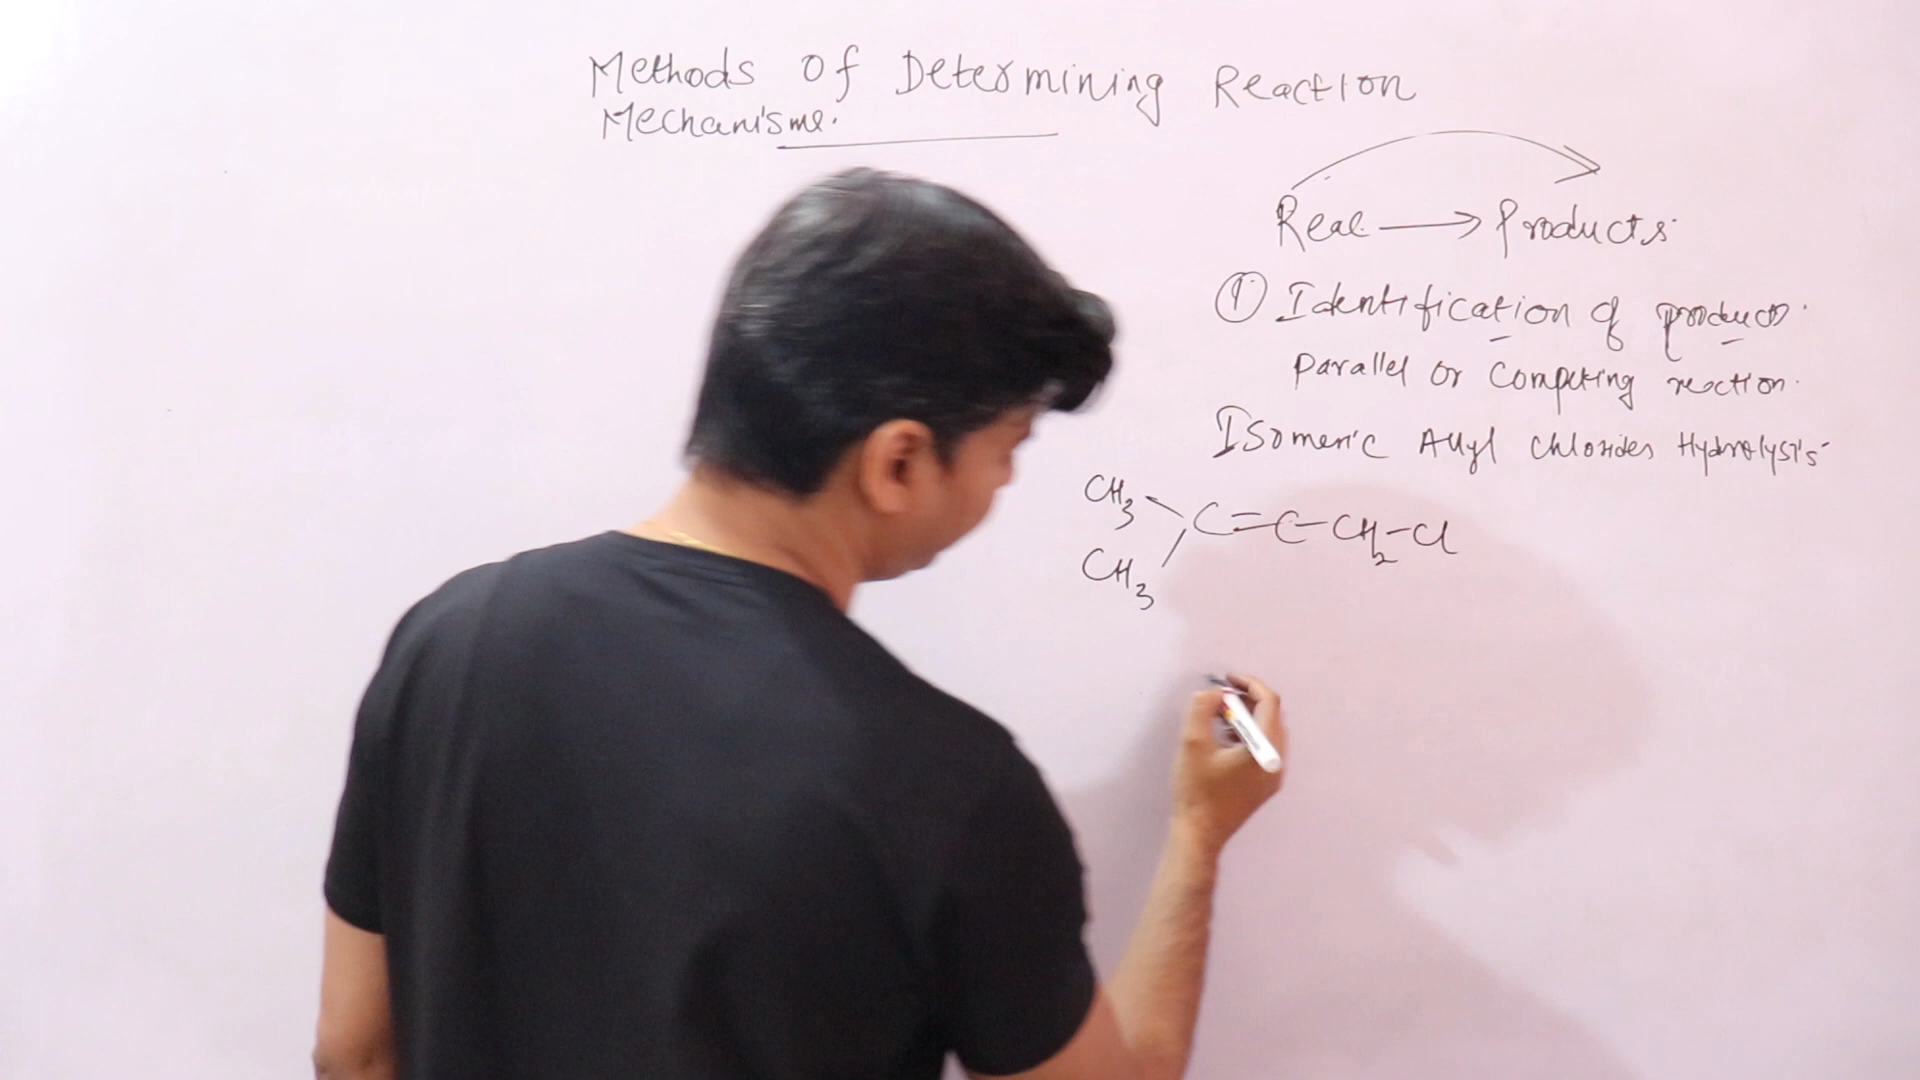 Methods Of Determining Reaction
Mechanisms.
Reac. → Products.
① Identification of products.
Parallel or Competing reaction.
Isomeric Allyl Chlorides Hydrolysis
CH3
C=C-CH2-Cl
CH3